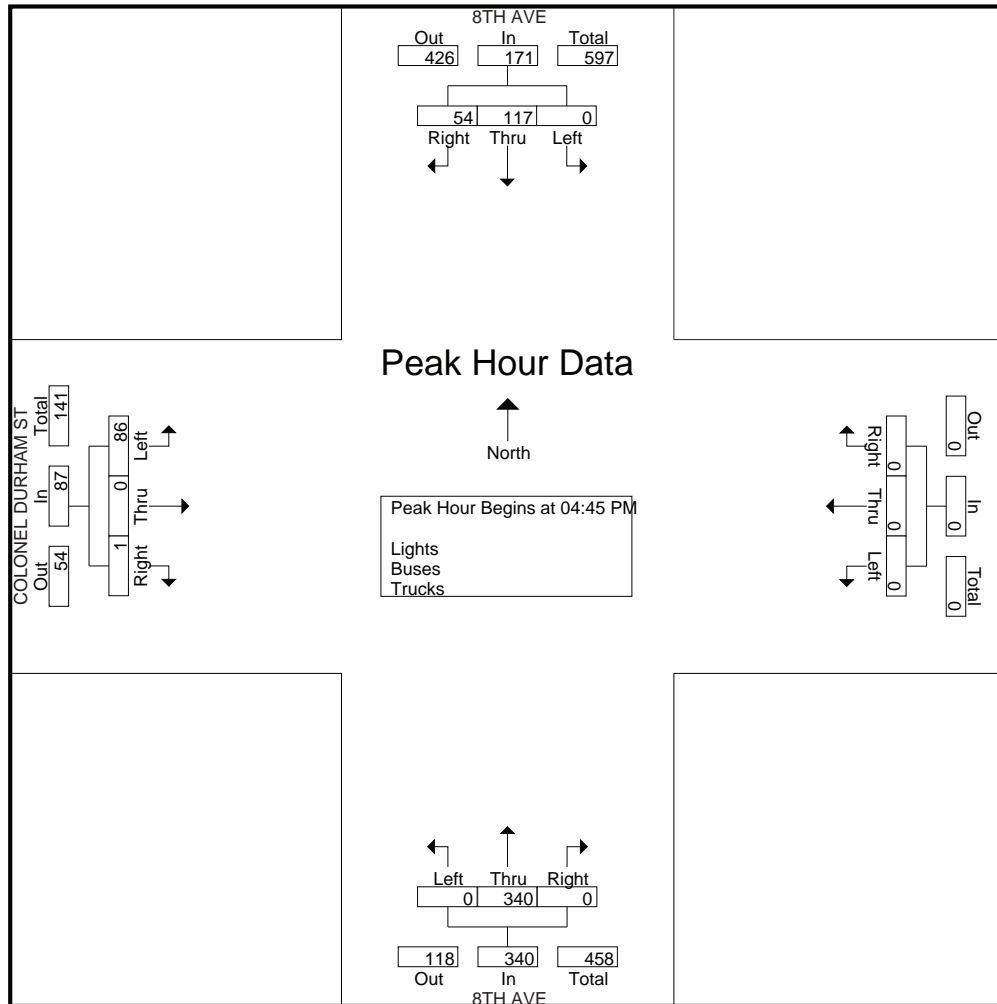 8TH AVE
Out In Total
426 171 597
54 117 0
Right Thru Left
Peak Hour Data
North
Peak Hour Begins at 04:45 PM
Lights
Buses
Trucks
COLONEL DURHAM ST
Out In Total
54 87 141
1 0 86
Right Thru Left
Out In Total
0 0 0
0 0 0
Right Thru Left
Left Thru Right
0 340 0
118 340 458
Out In Total
8TH AVE